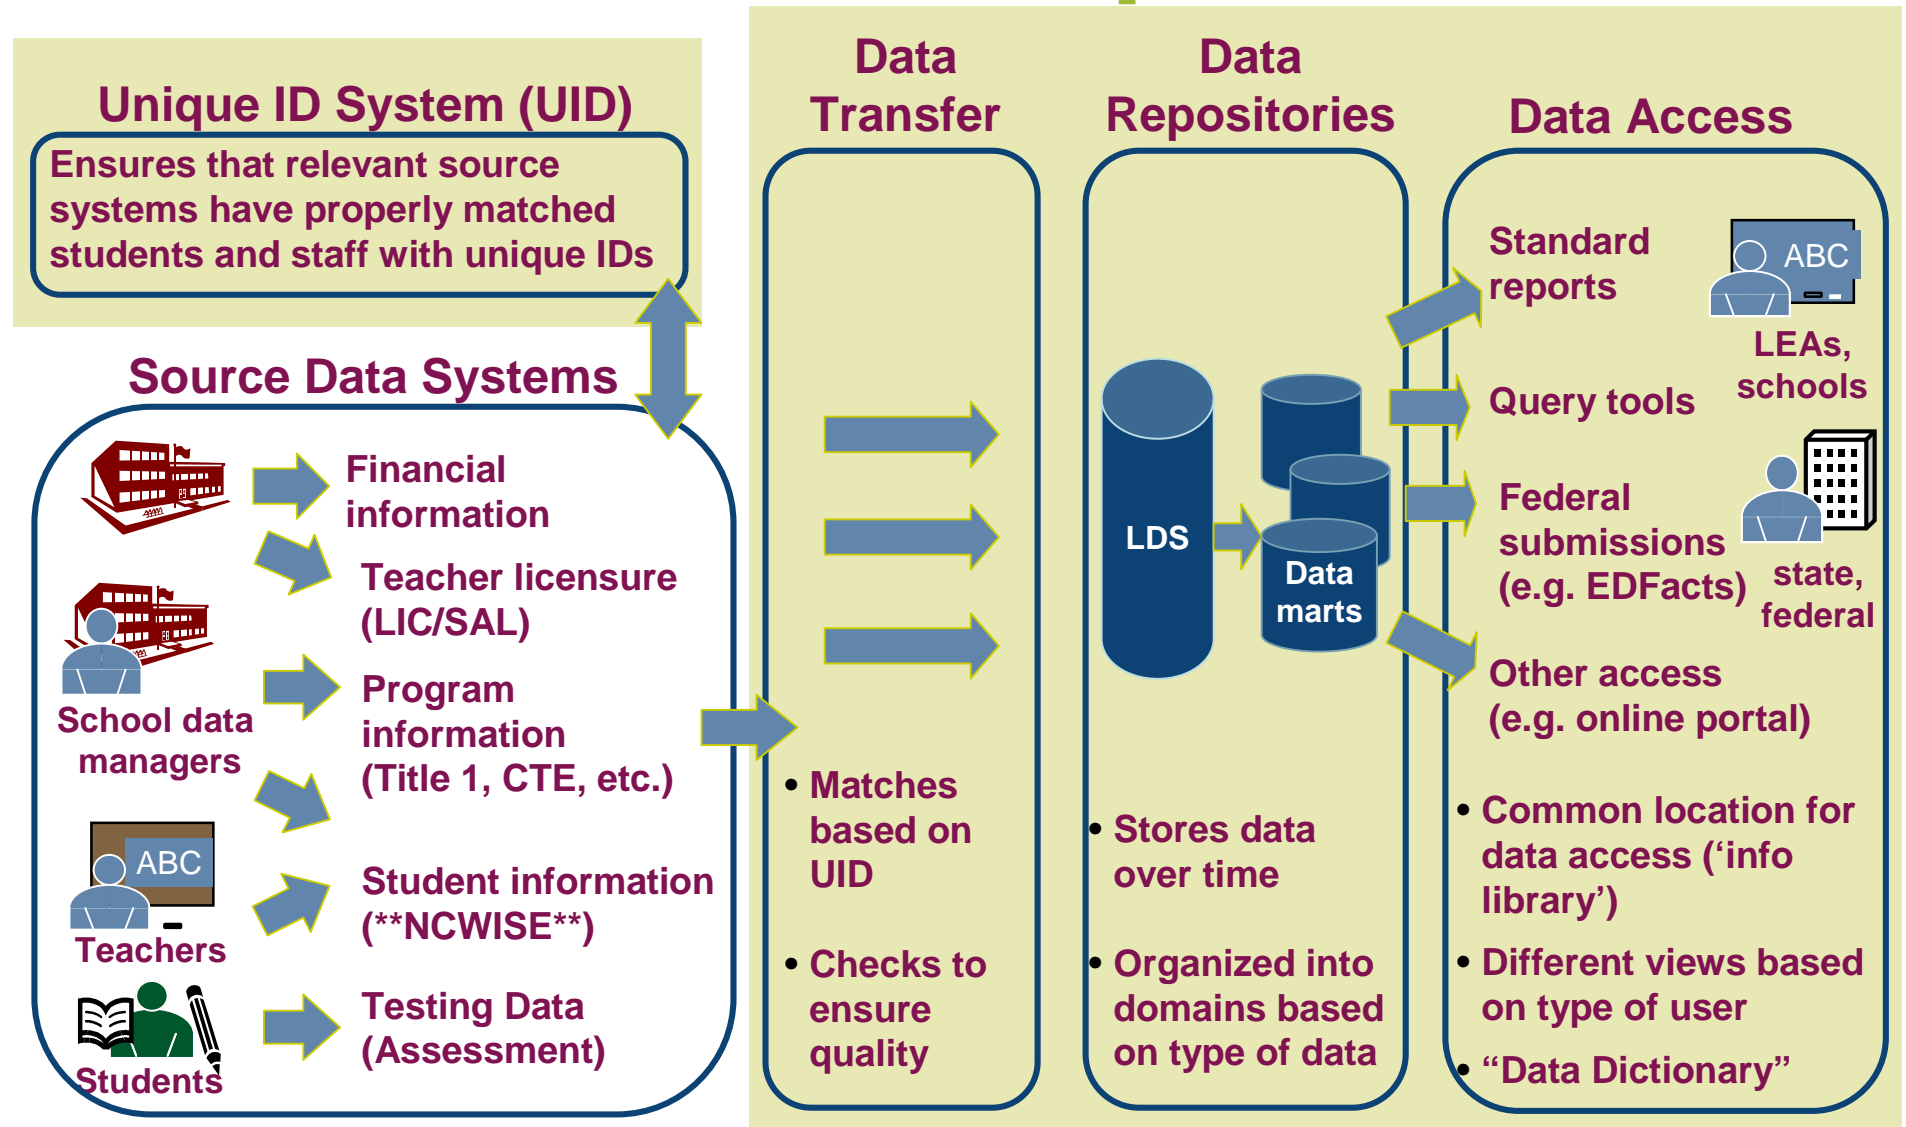 Unique ID System (UID)
Ensures that relevant source
systems have properly matched
students and staff with unique IDs
Source Data Systems
Financial
information
Teacher licensure
(LIC/SAL)
School data
managers
Program
information
(Title 1, CTE, etc.)
ABC
Teachers
Student information
(**NCWISE**)
Students
Testing Data
(Assessment)
Data
Transfer
• Matches
based on
UID
• Checks to
ensure
quality
Data
Repositories
LDS
Data
marts
• Stores data
over time
• Organized into
domains based
on type of data
Data Access
Standard
reports
ABC
LEAs,
schools
Query tools
Federal
submissions
(e.g. EDFacts)
state,
federal
Other access
(e.g. online portal)
• Common location for
data access (‘info
library’)
• Different views based
on type of user
• “Data Dictionary”